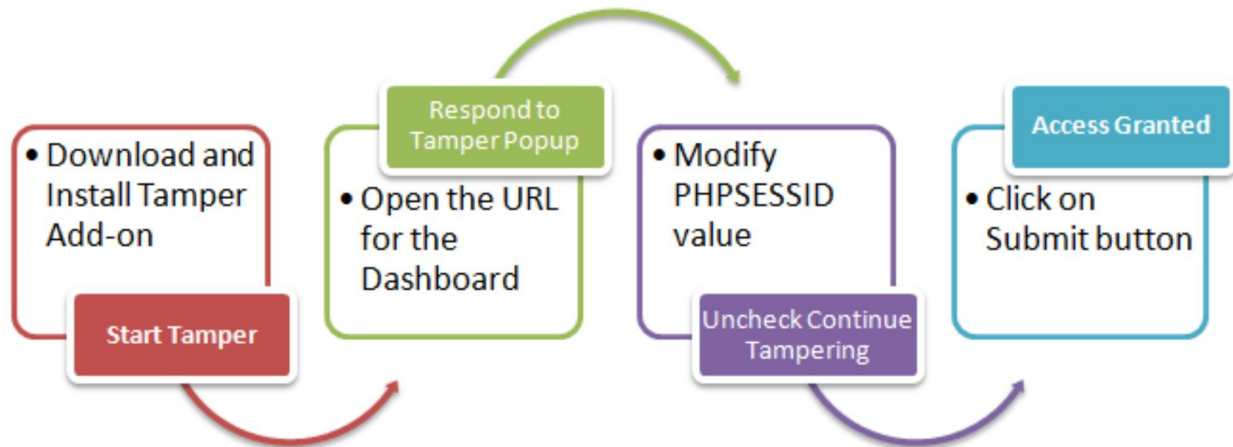 • Download and
Install Tamper
Add-on
Start Tamper
Respond to
Tamper Popup
• Open the URL
for the
Dashboard
• Modify
PHPSESSID
value
Uncheck Continue
Tampering
Access Granted
• Click on
Submit button